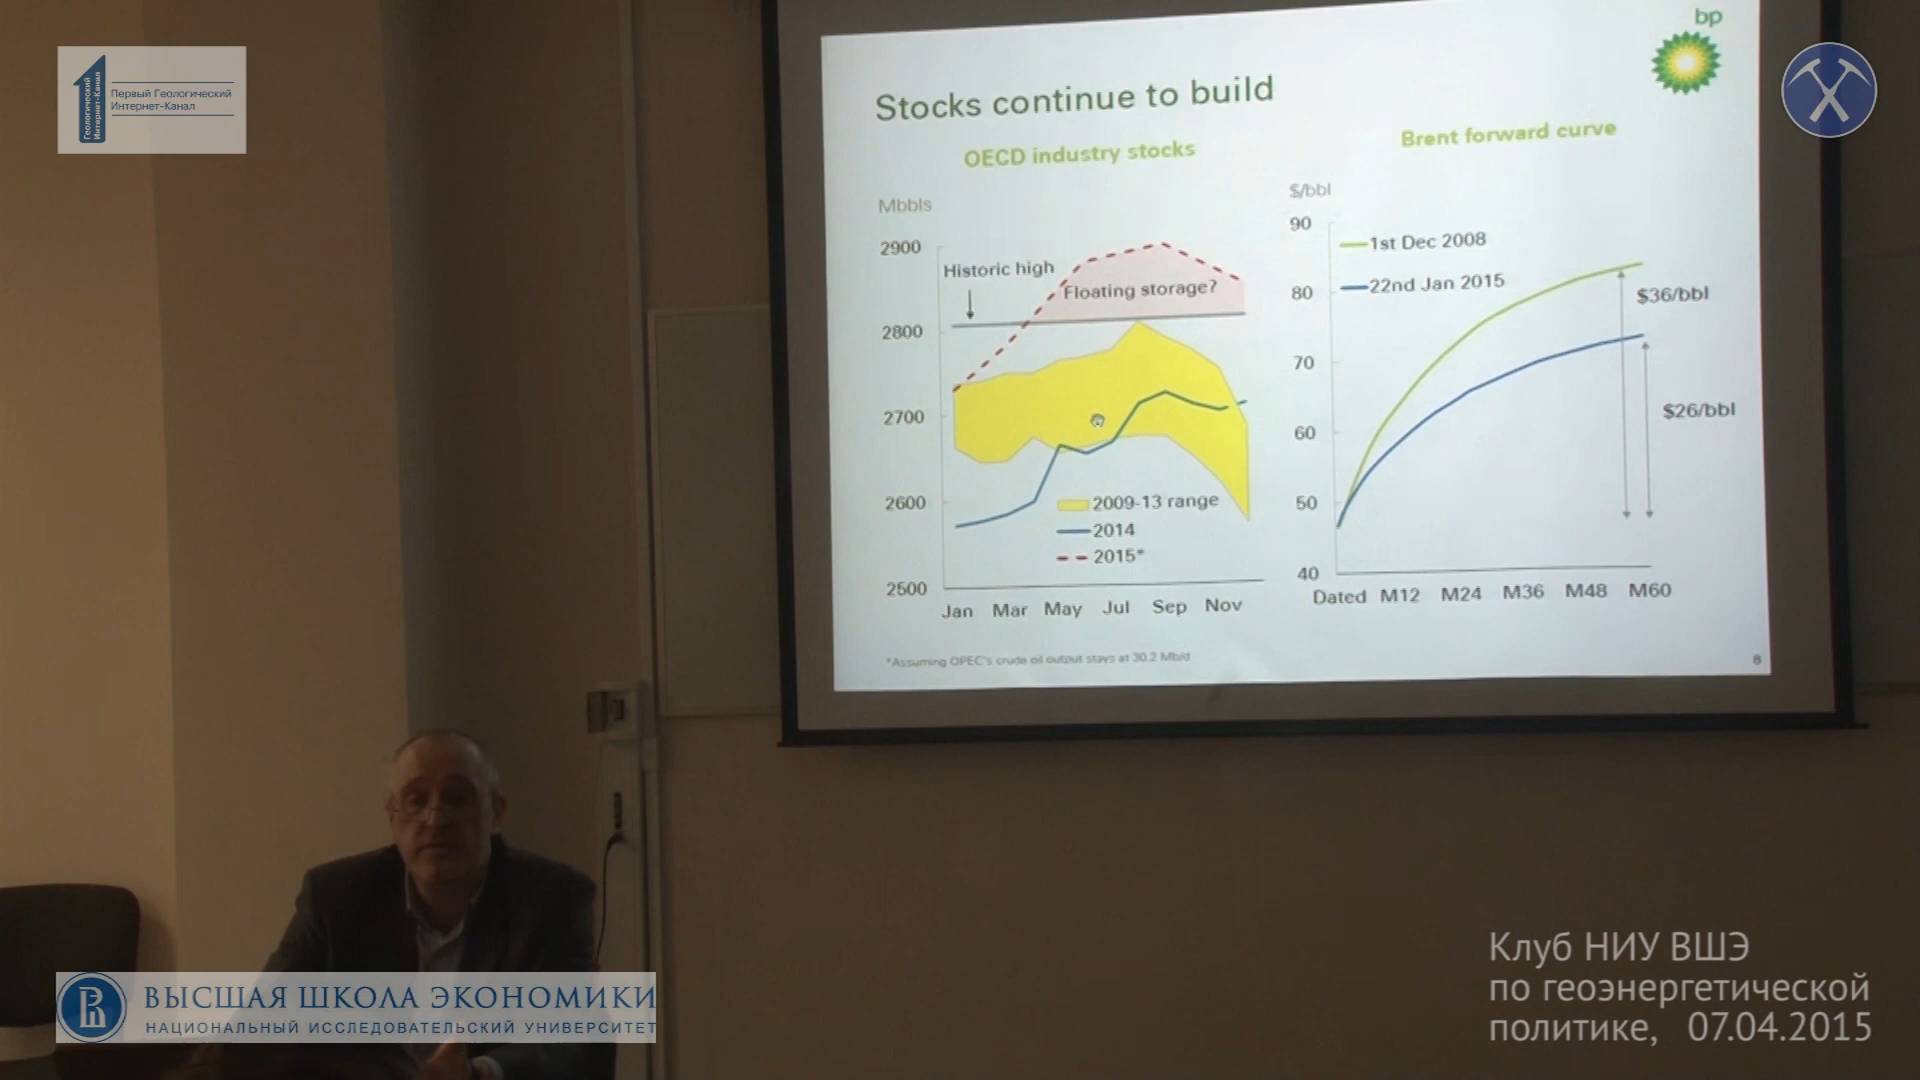 Геологический
Интернет-Канал
Первый Геологический
Интернет-Канал
bp
Stocks continue to build
OECD industry stocks
Mbbls
2900
2800
2700
2600
2500
Historic high
Floating storage?
2009-13 range
2014
2015*
Jan Mar May Jul Sep Nov
*Assuming OPEC's crude oil output stays at 30.2 Mb/d
Brent forward curve
$/bbl
90
80
70
60
50
40
1st Dec 2008
22nd Jan 2015
$36/bbl
$26/bbl
Dated M12 M24 M36 M48 M60
8
ВЫСШАЯ ШКОЛА ЭКОНОМИКИ
НАЦИОНАЛЬНЫЙ ИССЛЕДОВАТЕЛЬСКИЙ УНИВЕРСИТЕТ
Клуб НИУ ВШЭ
по геоэнергетической
политике, 07.04.2015